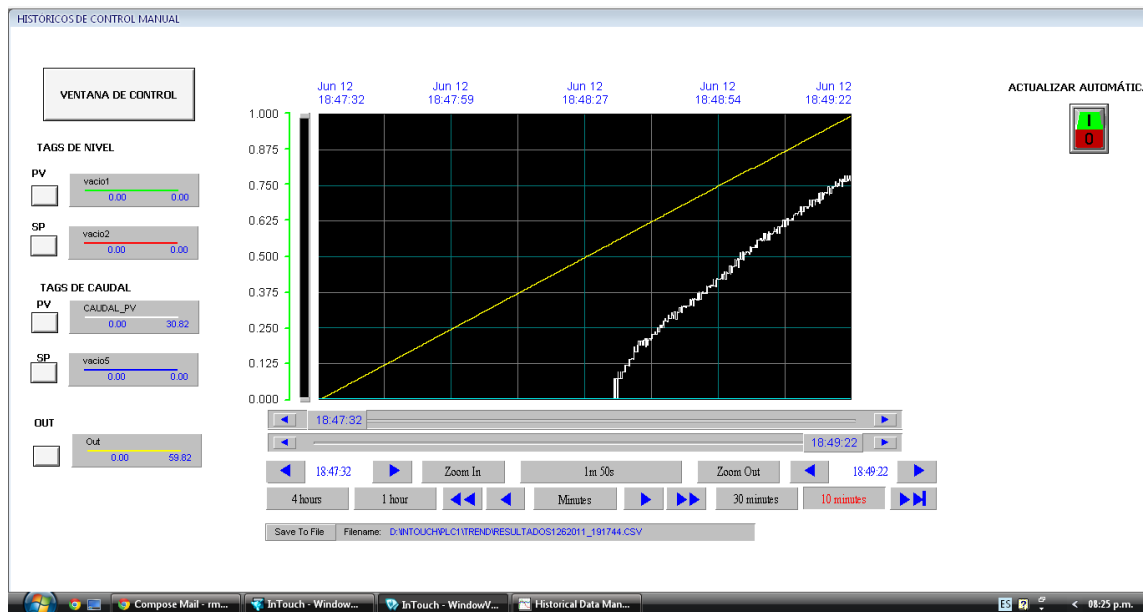 HISTORICOS DE CONTROL MANUAL
VENTANA DE CONTROL
Jun 12 Jun 12 Jun 12 Jun 12 Jun 12
18:47:32 18:47:59 18:48:27 18:48:54 18:49:22
ACTUALIZAR AUTOMÁTIC
I
0
1.000
0.875
0.750
0.625
0.500
0.375
0.250
0.125
0.000
TAGS DE NIVEL
PV
vacio1
0.00 0.00
SP
vacio2
0.00 0.00
TAGS DE CAUDAL
PV
CAUDAL_PV
0.00 30.82
SP
vacio5
0.00 0.00
OUT
Out
0.00 59.82
18:47:32
18:49:22
18:47:32 Zoom In 1m 50s Zoom Out 18:49:22
4 hours 1 hour Minutes 30 minutes 10 minutes
Save To File Filename: D:\INTOUCH\PLC1\TREND\RESULTADOS1262011_191744.CSV
Compose Mail - rm... InTouch - Window... InTouch - WindowV... Historical Data Man... ES 08:25 p.m.